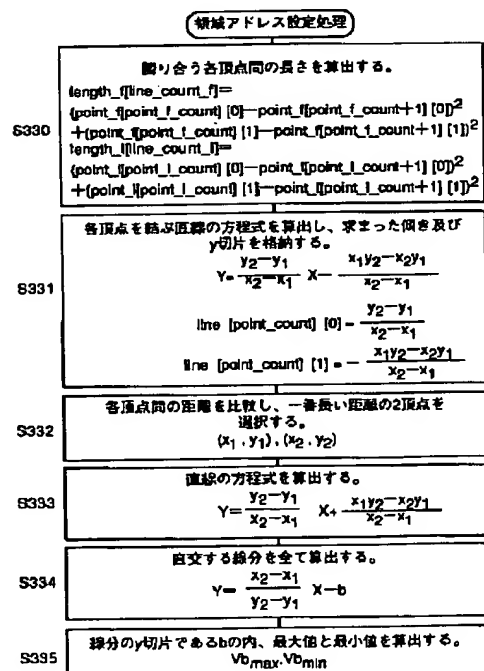 領域アドレス設定処理
S330
隣り合う各頂点間の長さを算出する。
length_f[line_count_f]=
(point_f[point_f_count] [0]—point_f[point_f_count+1] [0])²
+(point_f[point_f_count] [1]—point_f[point_f_count+1] [1])²
length_l[line_count_l]=
(point_l[point_l_count] [0]—point_l[point_l_count+1] [0])²
+(point_l[point_l_count] [1]—point_l[point_l_count+1] [1])²
S331
各頂点を結ぶ直線の方程式を算出し、求まった傾き及び
y切片を格納する。
Y=(y₂—y₁)/(x₂—x₁) X—(x₁y₂—x₂y₁)/(x₂—x₁)
line [point_count] [0]=(y₂—y₁)/(x₂—x₁)
line [point_count] [1]=—(x₁y₂—x₂y₁)/(x₂—x₁)
S332
各頂点間の距離を比較し、一番長い距離の2頂点を
選択する。
(x₁,y₁),(x₂,y₂)
S333
直線の方程式を算出する。
Y=(y₂—y₁)/(x₂—x₁) X+(x₁y₂—x₂y₁)/(x₂—x₁)
S334
直交する線分を全て算出する。
Y=(x₂—x₁)/(y₂—y₁) X—b
S335
線分のy切片であるbの内、最大値と最小値を算出する。
Vbmax,Vbmin